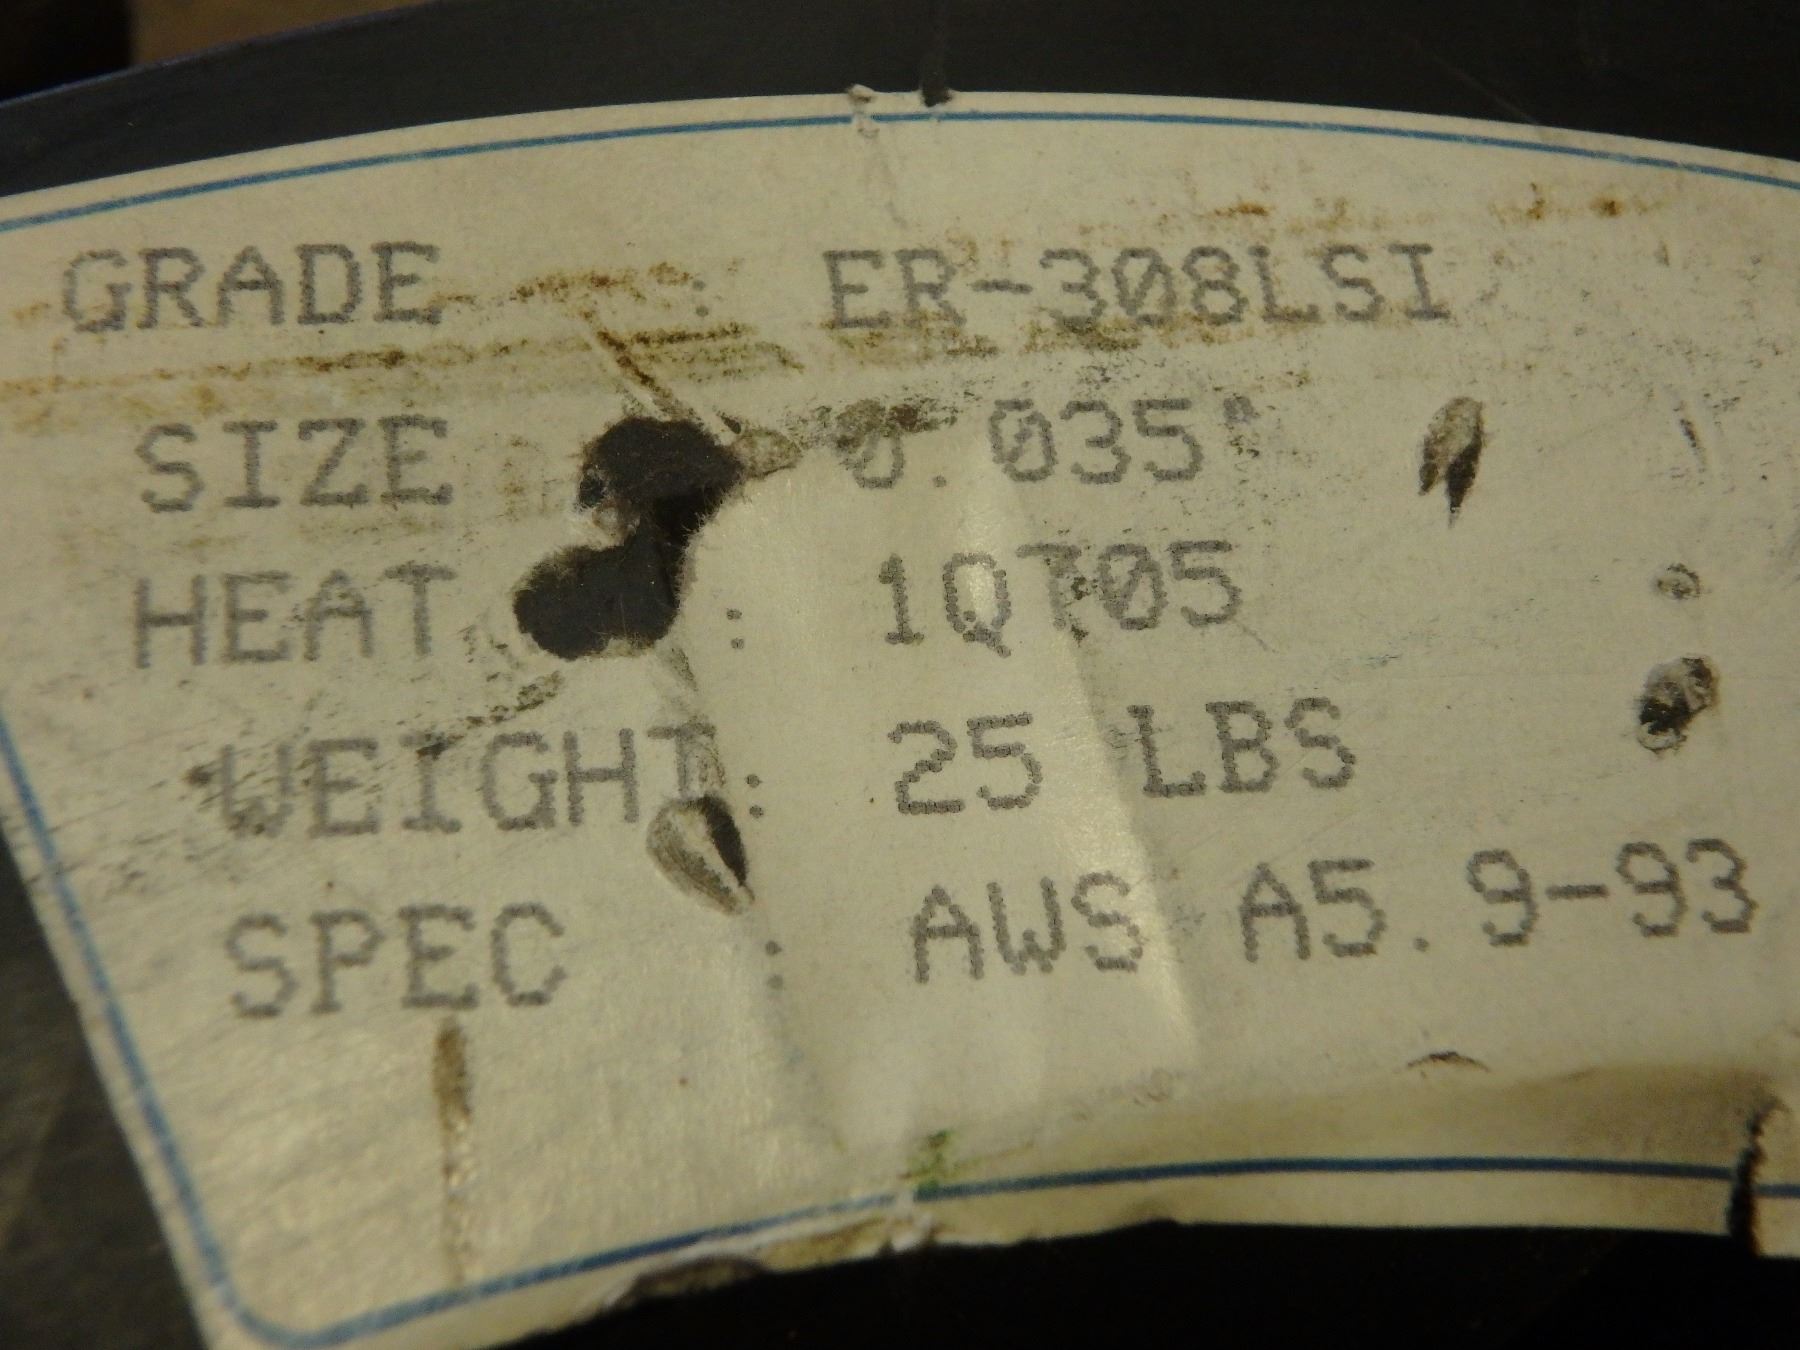 GRADE : ER-308LSI
SIZE 0.035"
HEAT : 1Q705
WEIGHT: 25 LBS
SPEC : AWS A5.9-93